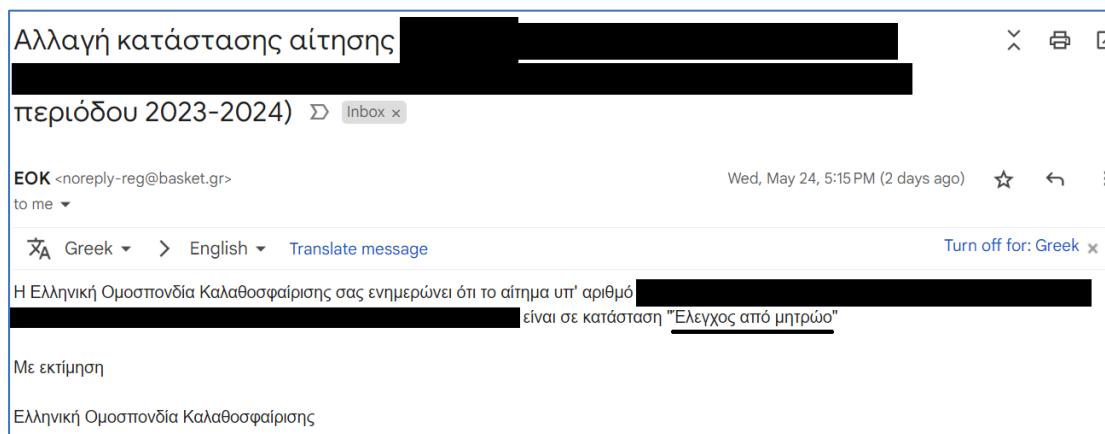 Αλλαγή κατάστασης αίτησης
περιόδου 2023-2024) Inbox ×
ΕΟΚ <noreply-reg@basket.gr> Wed, May 24, 5:15 PM (2 days ago)
to me
Greek > English Translate message Turn off for: Greek ×
Η Ελληνική Ομοσπονδία Καλαθοσφαίρισης σας ενημερώνει ότι το αίτημα υπ' αριθμό
είναι σε κατάσταση "Έλεγχος από μητρώο"
Με εκτίμηση
Ελληνική Ομοσπονδία Καλαθοσφαίρισης